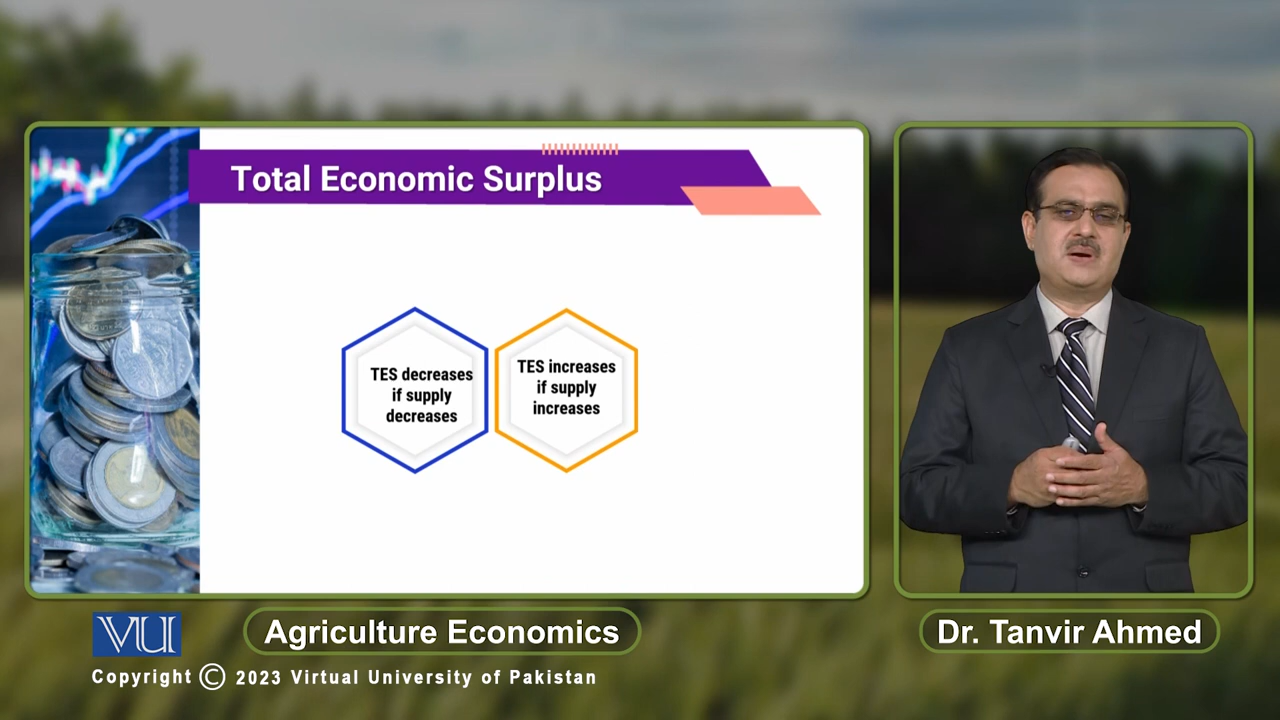 Total Economic Surplus
TES decreases
if supply
decreases
TES increases
if supply
increases
VU
Agriculture Economics
Dr. Tanvir Ahmed
Copyright © 2023 Virtual University of Pakistan